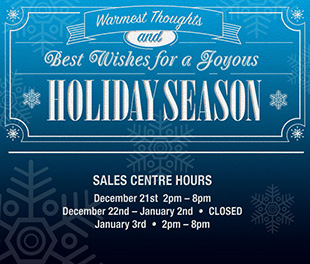 Warmest Thoughts
and
Best Wishes for a Joyous
HOLIDAY SEASON
SALES CENTRE HOURS
December 21st 2pm – 8pm
December 22nd – January 2nd • CLOSED
January 3rd • 2pm – 8pm